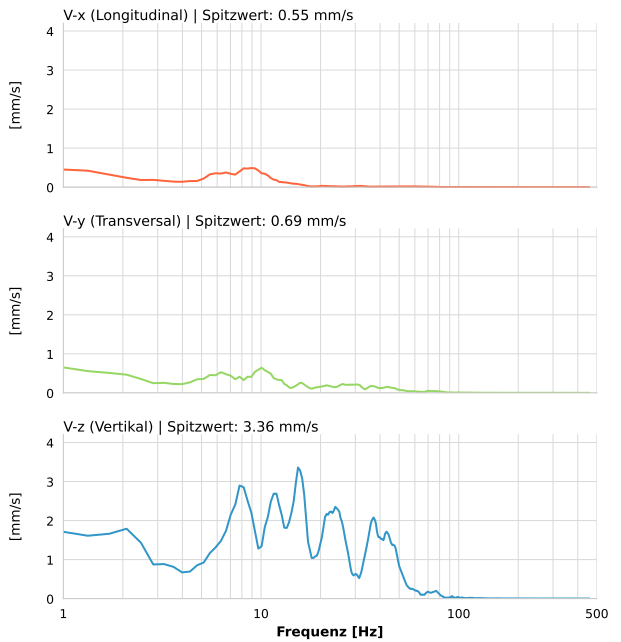 V-x (Longitudinal) | Spitzwert: 0.55 mm/s
4
3
2
1
0
[mm/s]
V-y (Transversal) | Spitzwert: 0.69 mm/s
4
3
2
1
0
[mm/s]
V-z (Vertikal) | Spitzwert: 3.36 mm/s
4
3
2
1
0
[mm/s]
1 10 100 500
Frequenz [Hz]